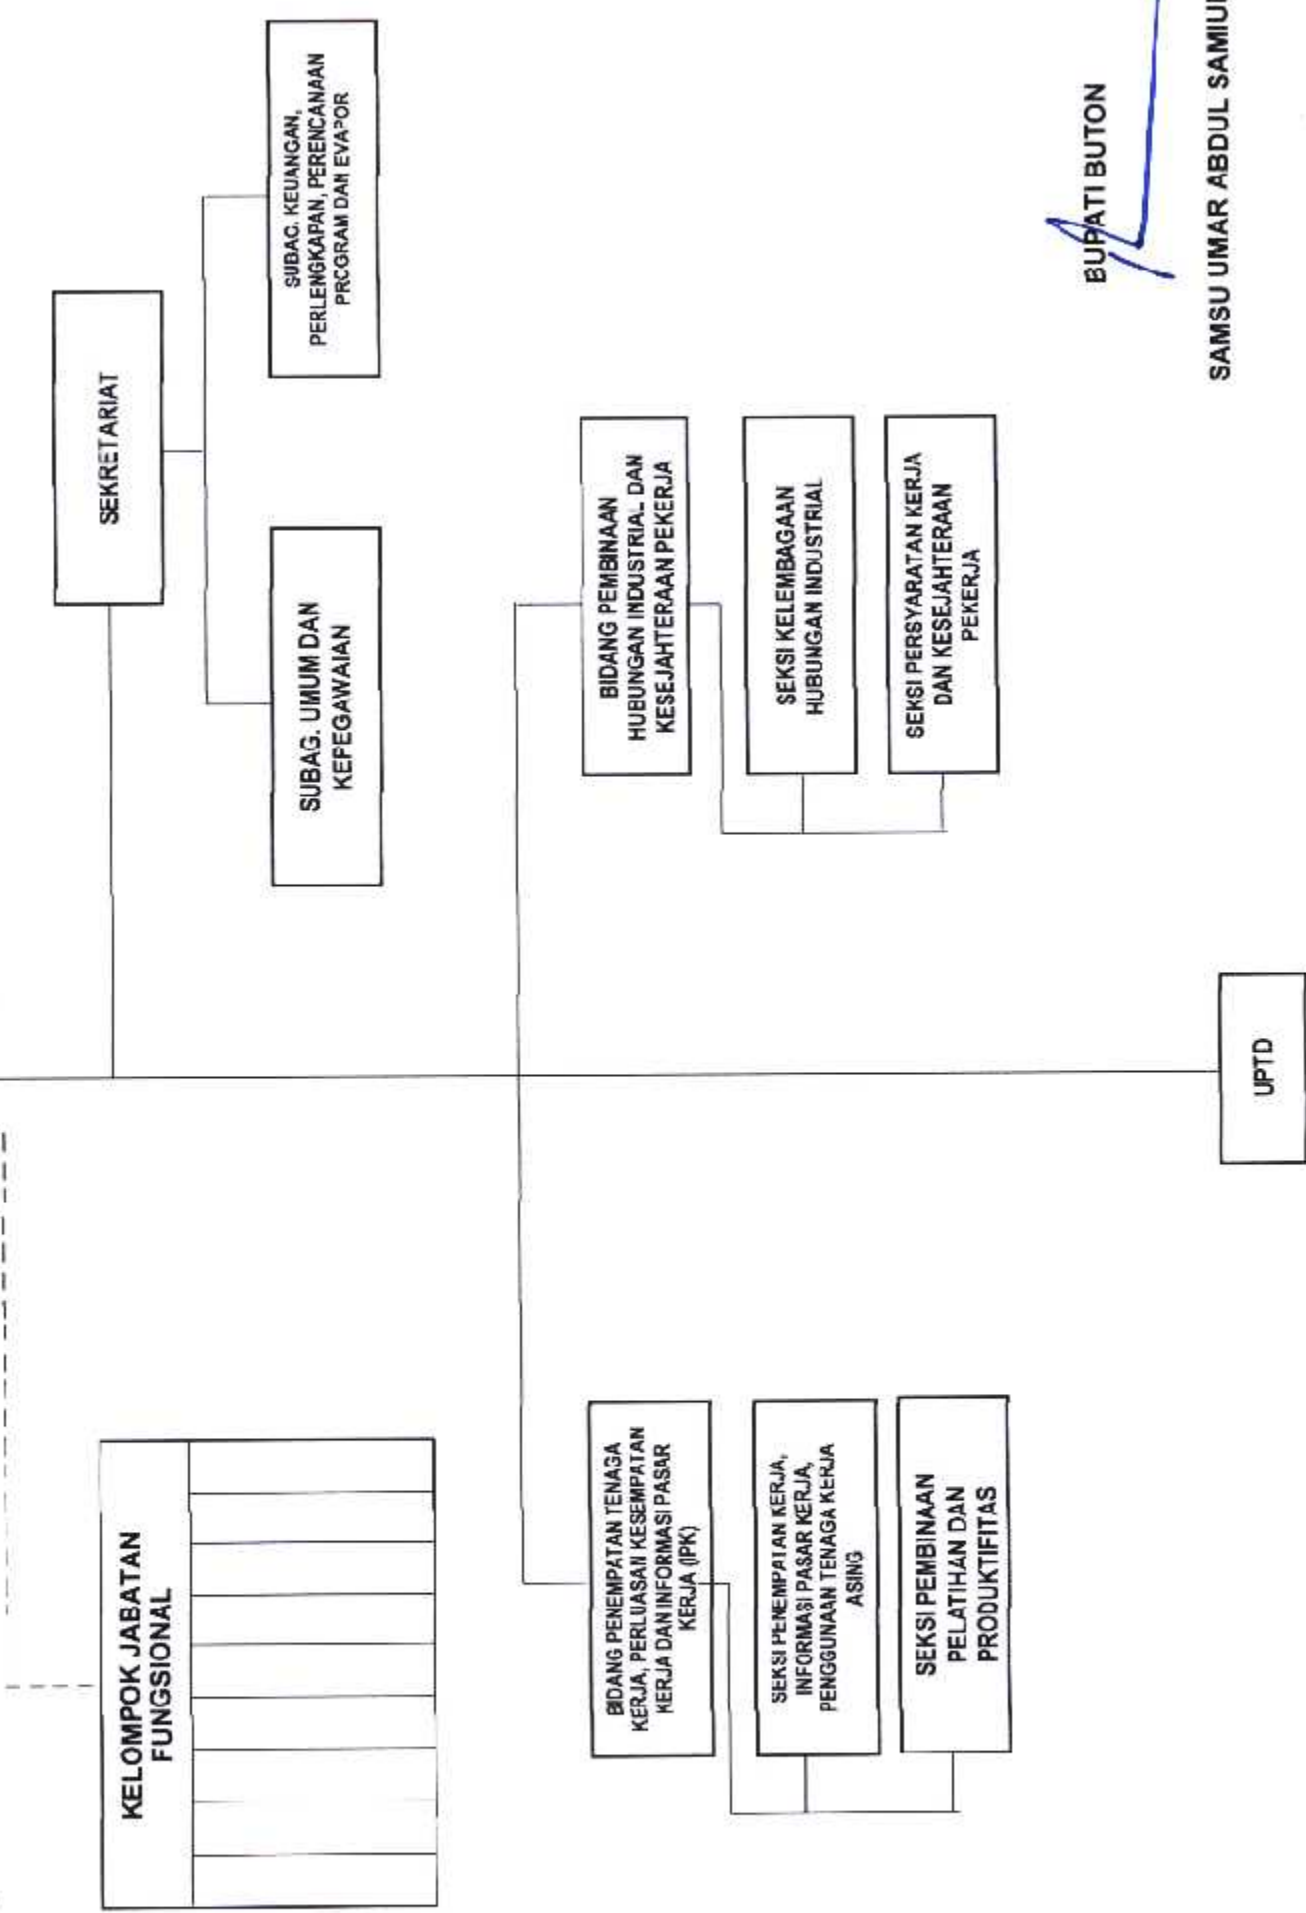 SEKRETARIAT
SUBAG. UMUM DAN
KEPEGAWAIAN
SUBAG. KEUANGAN,
PERLENGKAPAN, PERENCANAAN
PROGRAM DAN EVAPOR
KELOMPOK JABATAN
FUNGSIONAL
BIDANG PENEMPATAN TENAGA
KERJA, PERLUASAN KESEMPATAN
KERJA DAN INFORMASI PASAR
KERJA (IPK)
SEKSI PENEMPATAN KERJA,
INFORMASI PASAR KERJA,
PENGGUNAAN TENAGA KERJA
ASING
SEKSI PEMBINAAN
PELATIHAN DAN
PRODUKTIFITAS
BIDANG PEMBINAAN
HUBUNGAN INDUSTRIAL DAN
KESEJAHTERAAN PEKERJA
SEKSI KELEMBAGAAN
HUBUNGAN INDUSTRIAL
SEKSI PERSYARATAN KERJA
DAN KESEJAHTERAAN
PEKERJA
UPTD
BUPATI BUTON
SAMSU UMAR ABDUL